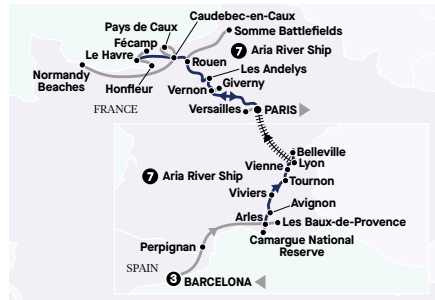 Caudebec-en-Caux
Pays de Caux
Somme Battlefields
Fécamp
7 Aria River Ship
Le Havre
Rouen
Les Andelys
Normandy
Beaches
Honfleur
Vernon
Giverny
FRANCE
Versailles
PARIS
Belleville
Lyon
Vienne
7 Aria River Ship
Tournon
Viviers
Avignon
Arles
Les Baux-de-Provence
Camargue National
Reserve
Perpignan
SPAIN
3 BARCELONA